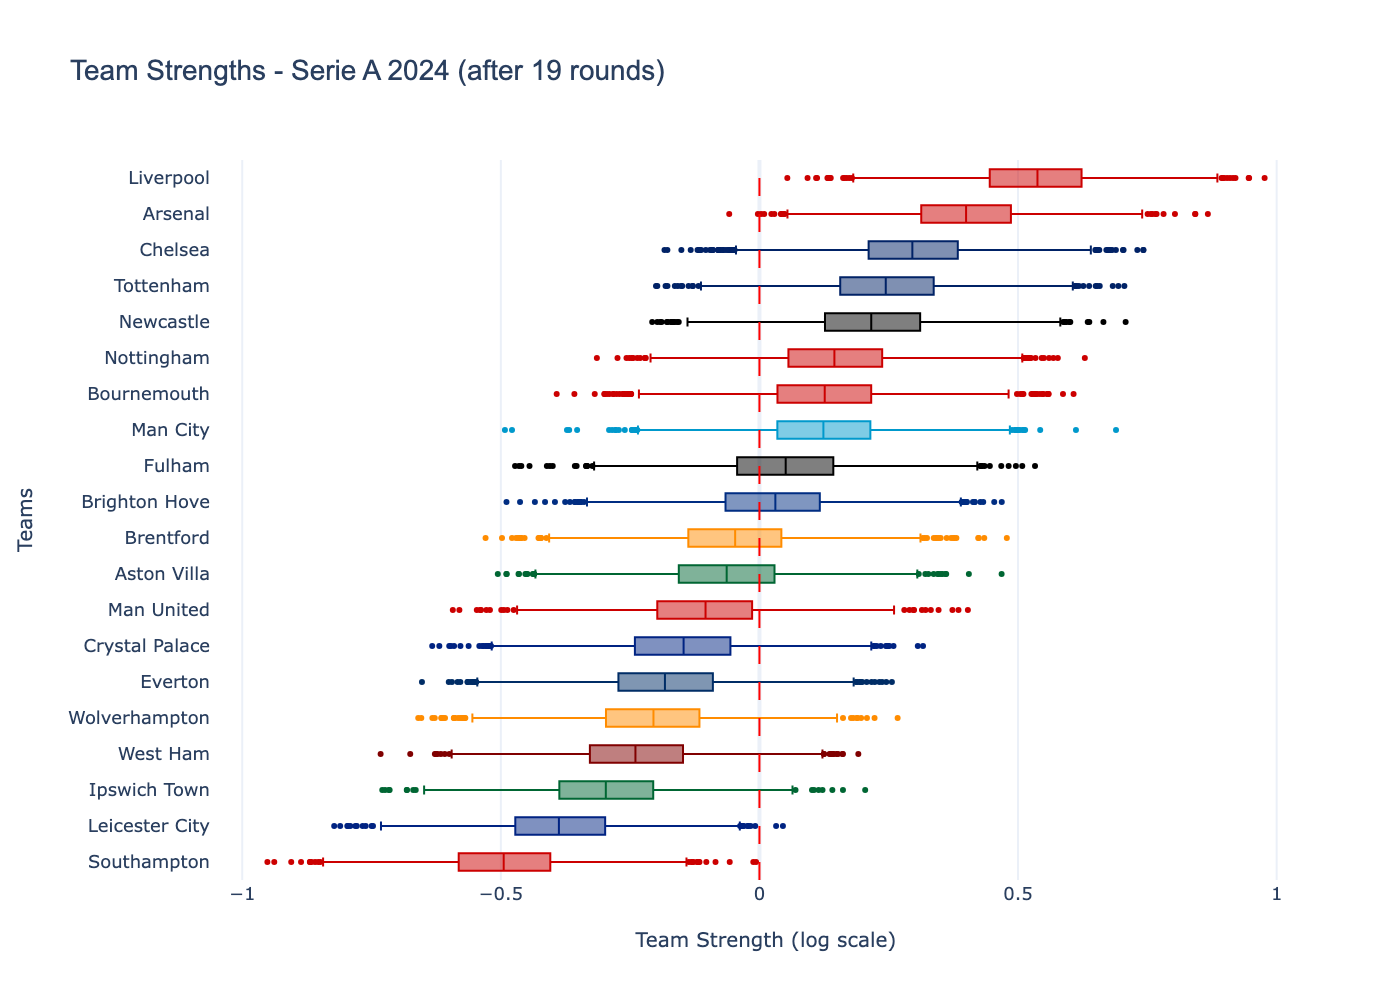 Team Strengths - Serie A 2024 (after 19 rounds)
Teams
Liverpool
Arsenal
Chelsea
Tottenham
Newcastle
Nottingham
Bournemouth
Man City
Fulham
Brighton Hove
Brentford
Aston Villa
Man United
Crystal Palace
Everton
Wolverhampton
West Ham
Ipswich Town
Leicester City
Southampton
−1 −0.5 0 0.5 1
Team Strength (log scale)